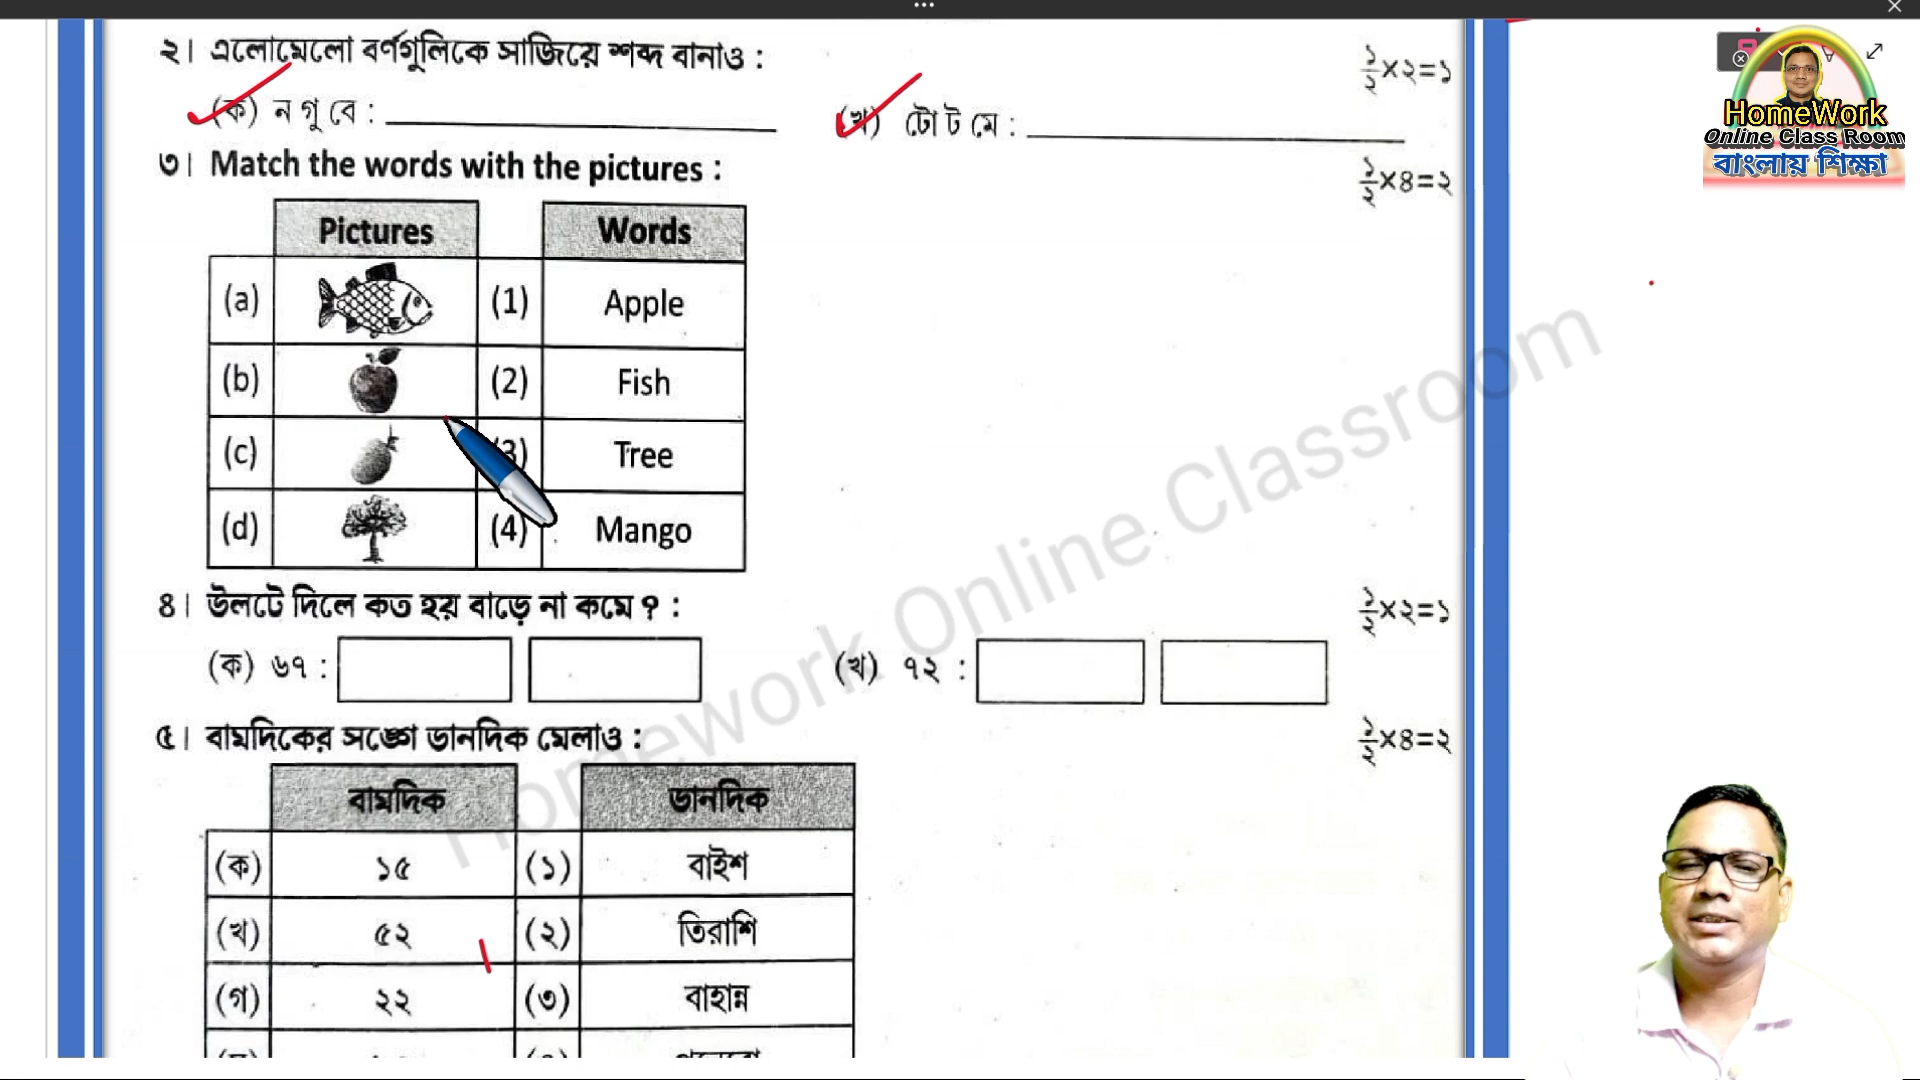 ২। এলোমেলো বর্ণগুলিকে সাজিয়ে শব্দ বানাও : ১/২×২=১
(ক) ন গু বে : (খ) টো ট মে :
৩। Match the words with the pictures : ১/২×৪=২
Pictures Words
(a) (1) Apple
(b) (2) Fish
(c) (3) Tree
(d) (4) Mango
৪। উলটে দিলে কত হয় বাড়ে না কমে ? : ১/২×২=১
(ক) ৬৭ : (খ) ৭২ :
৫। বামদিকের সঙ্গে ডানদিক মেলাও : ১/২×৪=২
বামদিক ডানদিক
(ক) ১৫ (১) বাইশ
(খ) ৫২ (২) তিরাশি
(গ) ২২ (৩) বাহান্ন
Homework Online Classroom
HomeWork
Online Class Room
বাংলায় শিক্ষা